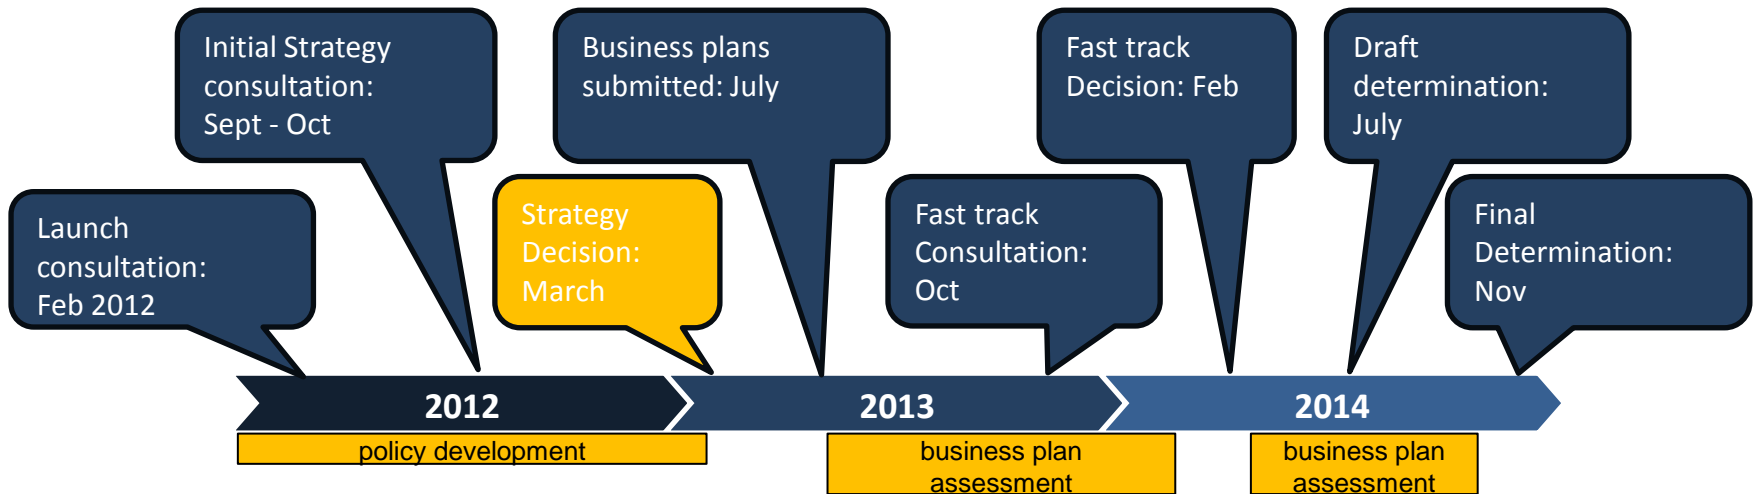 Initial Strategy
consultation:
Sept - Oct
Business plans
submitted: July
Fast track
Decision: Feb
Draft
determination:
July
Launch
consultation:
Feb 2012
Strategy
Decision:
March
Fast track
Consultation:
Oct
Final
Determination:
Nov
2012
2013
2014
policy development
business plan
assessment
business plan
assessment